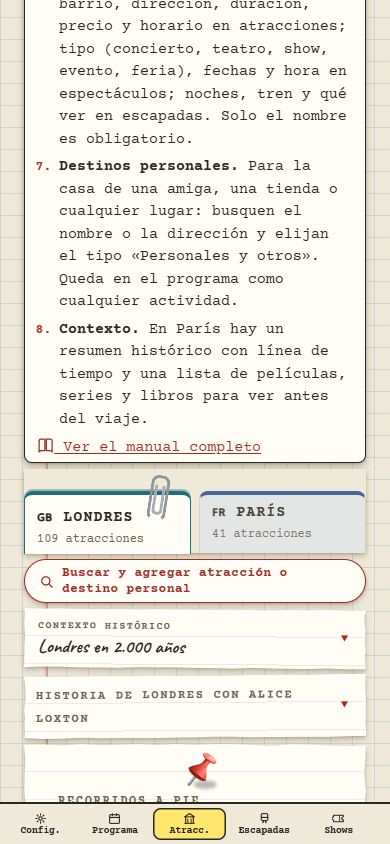 barrio, dirección, duración,
precio y horario en atracciones;
tipo (concierto, teatro, show,
evento, feria), fechas y hora en
espectáculos; noches, tren y qué
ver en escapadas. Solo el nombre
es obligatorio.
7. Destinos personales. Para la
casa de una amiga, una tienda o
cualquier lugar: busquen el
nombre o la dirección y elijan
el tipo «Personales y otros».
Queda en el programa como
cualquier actividad.
8. Contexto. En París hay un
resumen histórico con línea de
tiempo y una lista de películas,
series y libros para ver antes
del viaje.
Ver el manual completo
GB LONDRES
109 atracciones
FR PARÍS
41 atracciones
Buscar y agregar atracción o
destino personal
CONTEXTO HISTÓRICO
Londres en 2.000 años
HISTORIA DE LONDRES CON ALICE
LOXTON
RECORRIDOS A PIE
Config.
Programa
Atracc.
Escapadas
Shows